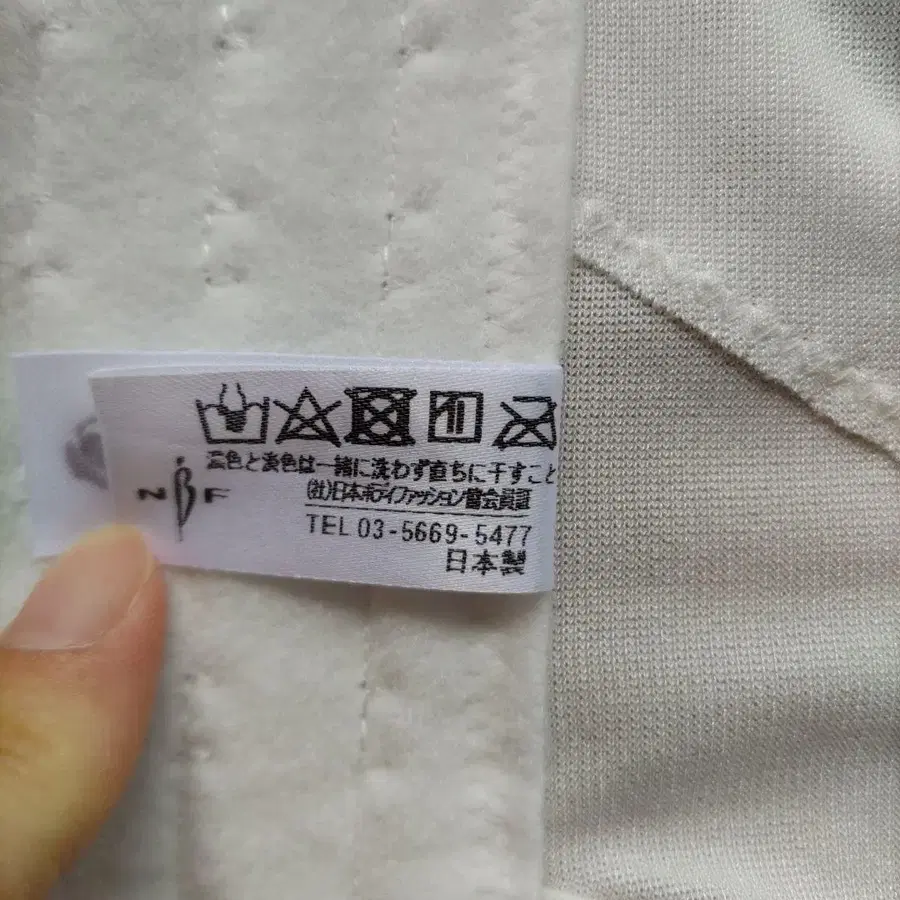 濃色と淡色は一緒に洗わず直ちに干すこと
N B F
(社)日本ボディファッション協会会員証
TEL 03-5669-5477
日本製